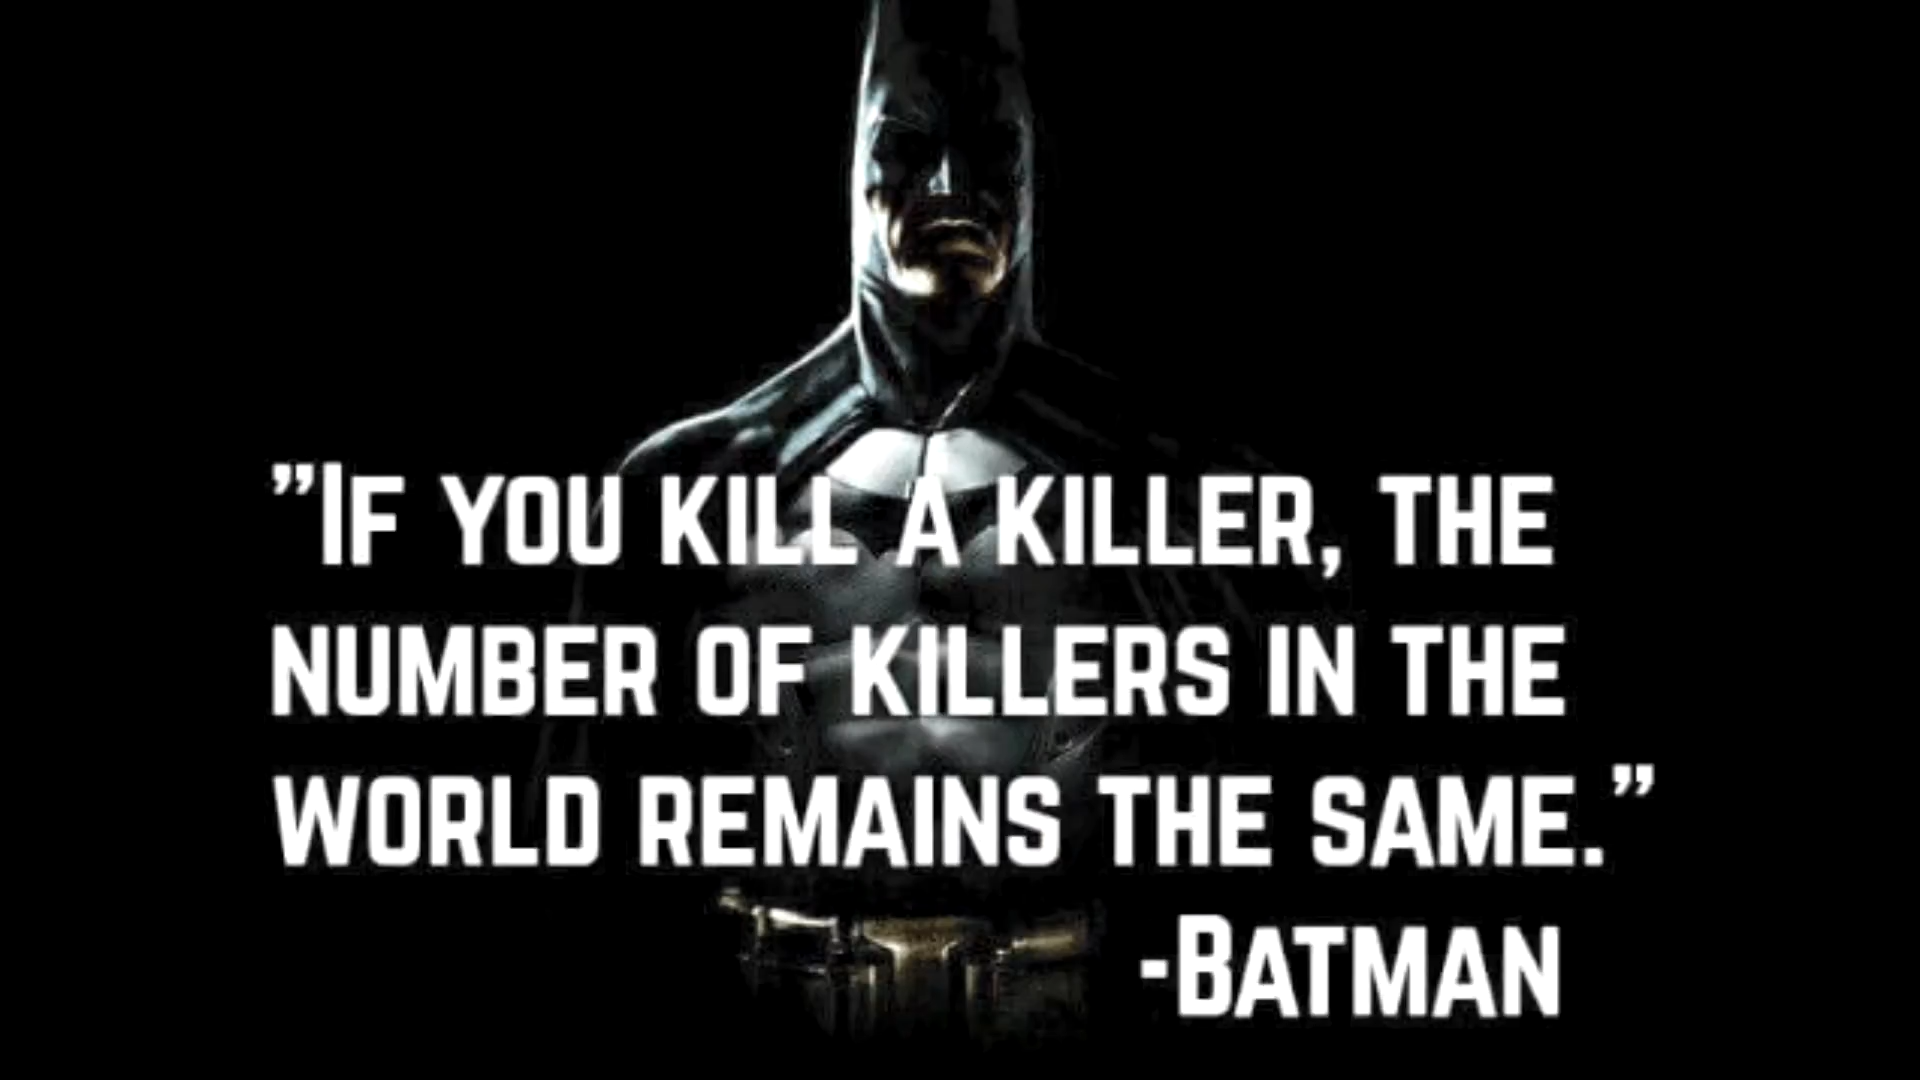 ”If you kill a killer, the
number of killers in the
world remains the same.”
-Batman